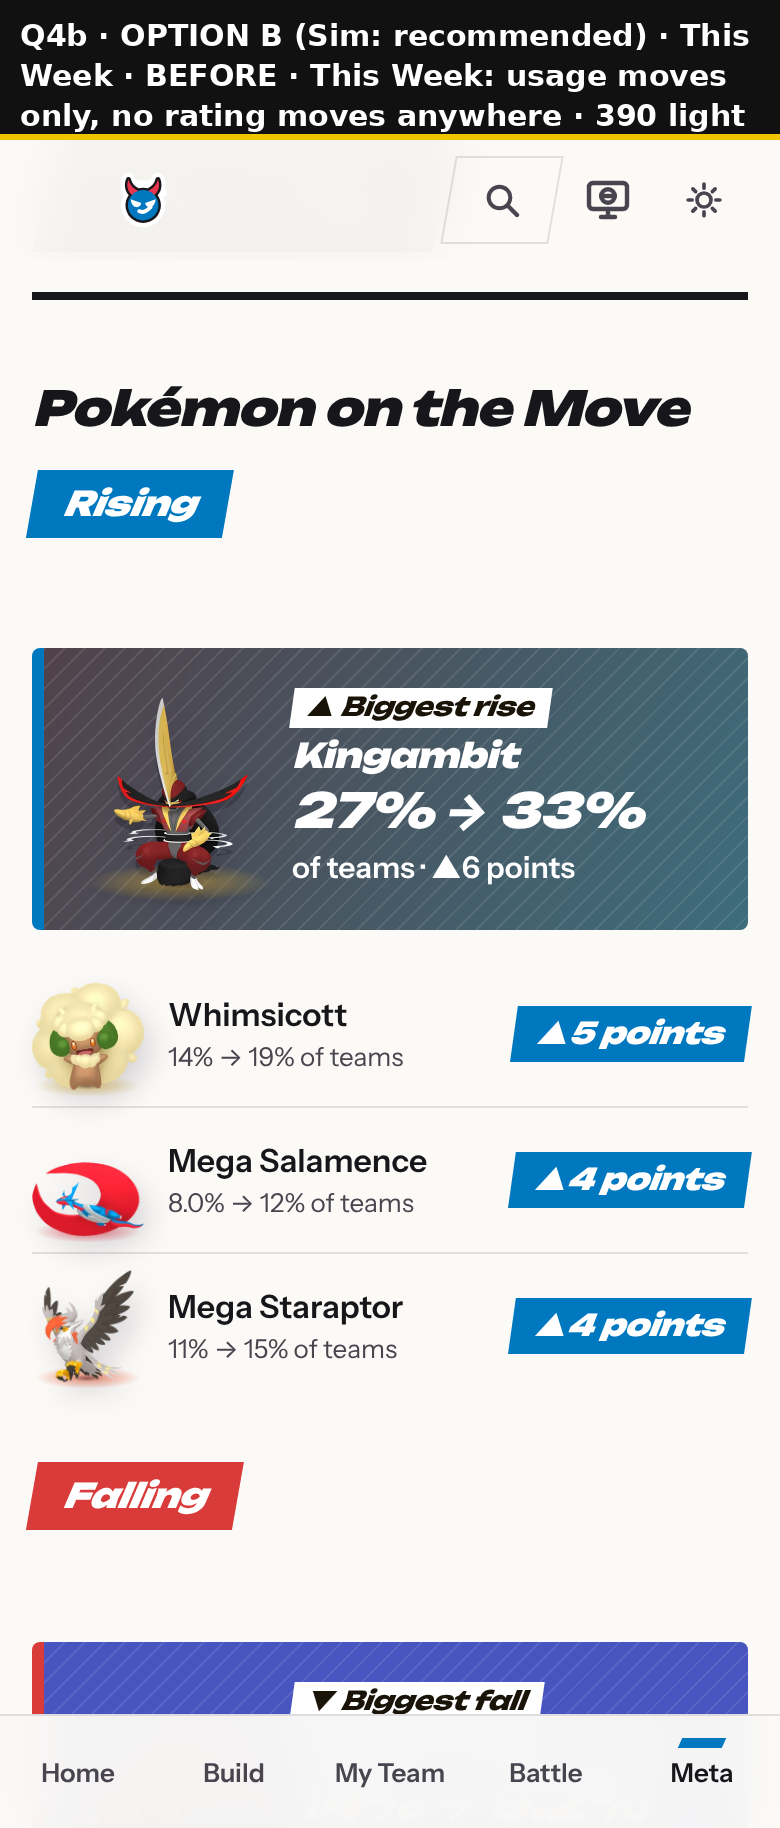 Q4b · OPTION B (Sim: recommended) · This
Week · BEFORE · This Week: usage moves
only, no rating moves anywhere · 390 light
Pokémon on the Move
Rising
▲ Biggest rise
Kingambit
27% → 33%
of teams · ▲6 points
Whimsicott
14% → 19% of teams
▲5 points
Mega Salamence
8.0% → 12% of teams
▲4 points
Mega Staraptor
11% → 15% of teams
▲4 points
Falling
▼ Biggest fall
Home Build My Team Battle Meta